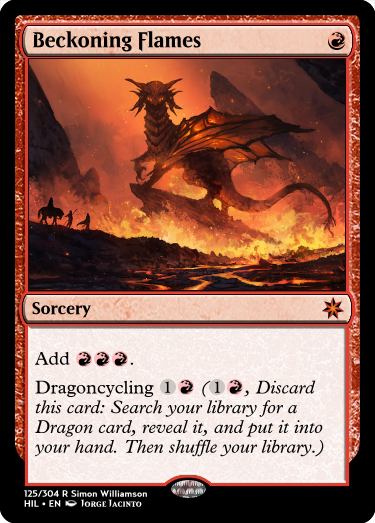 Beckoning Flames
Sorcery
Add
Dragoncycling 1 (1, Discard
this card: Search your library for a
Dragon card, reveal it, and put it into
your hand. Then shuffle your library.)
125/304 R Simon Williamson
HIL • EN Jorge Jacinto